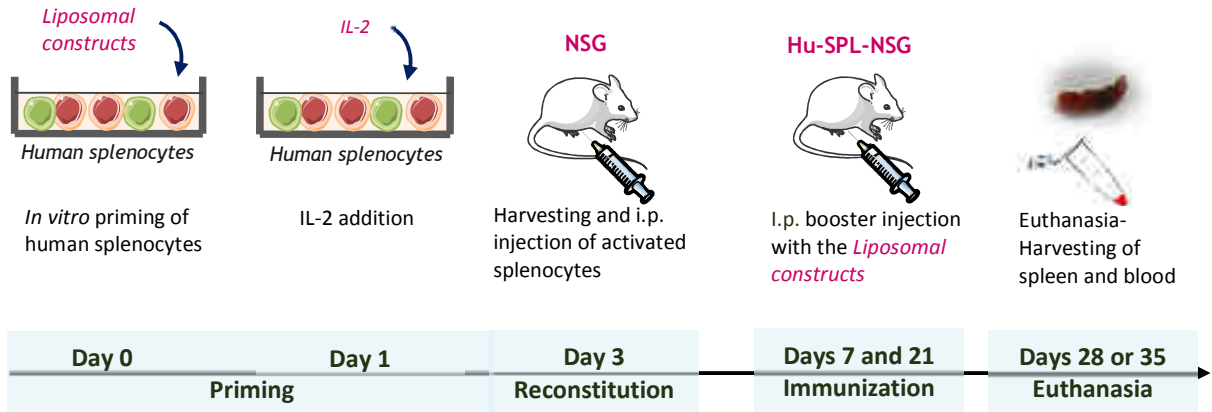 Liposomal
constructs
IL-2
NSG
Hu-SPL-NSG
Human splenocytes
Human splenocytes
In vitro priming of
human splenocytes
IL-2 addition
Harvesting and i.p.
injection of activated
splenocytes
I.p. booster injection
with the Liposomal
constructs
Euthanasia-
Harvesting of
spleen and blood
Day 0
Day 1
Priming
Day 3
Reconstitution
Days 7 and 21
Immunization
Days 28 or 35
Euthanasia